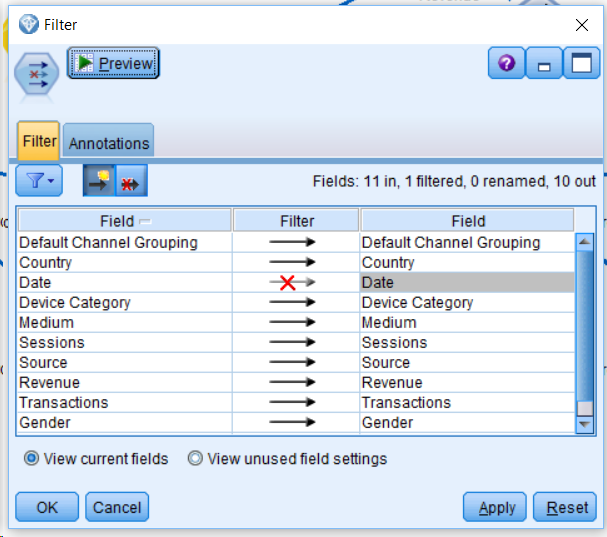 Filter
Preview
Filter Annotations
Fields: 11 in, 1 filtered, 0 renamed, 10 out
Field Filter Field
Default Channel Grouping Default Channel Grouping
Country Country
Date Date
Device Category Device Category
Medium Medium
Sessions Sessions
Source Source
Revenue Revenue
Transactions Transactions
Gender Gender
View current fields View unused field settings
OK Cancel Apply Reset